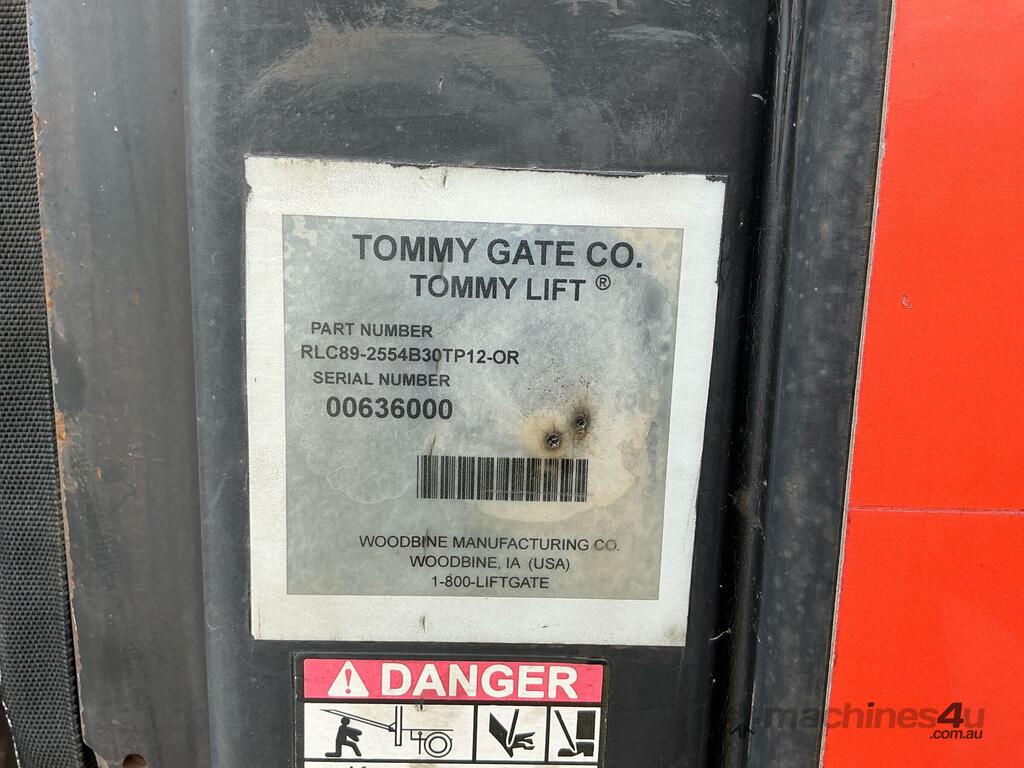 TOMMY GATE CO.
TOMMY LIFT ®
PART NUMBER
RLC89-2554B30TP12-OR
SERIAL NUMBER
00636000
WOODBINE MANUFACTURING CO.
WOODBINE, IA (USA)
1-800-LIFTGATE
DANGER
machines4u
.com.au